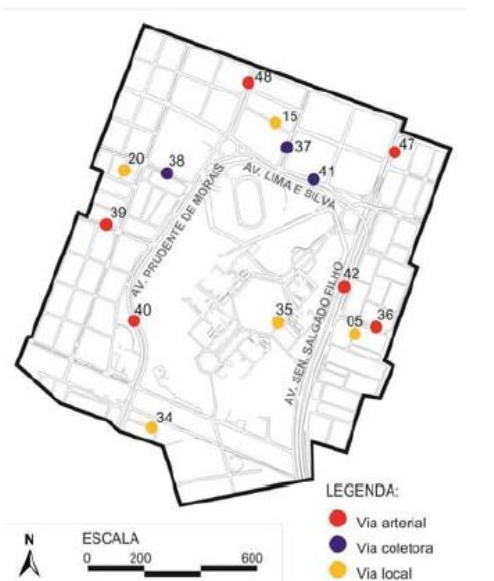 48
15
47
37
20
38
41
AV. LIMA E SILVA
AV. PRUDENTE DE MORAIS
39
42
AV. SEN. SALGADO FILHO
40
35
05
36
34
LEGENDA:
Via arterial
Via coletora
Via local
N
ESCALA
0 200 600